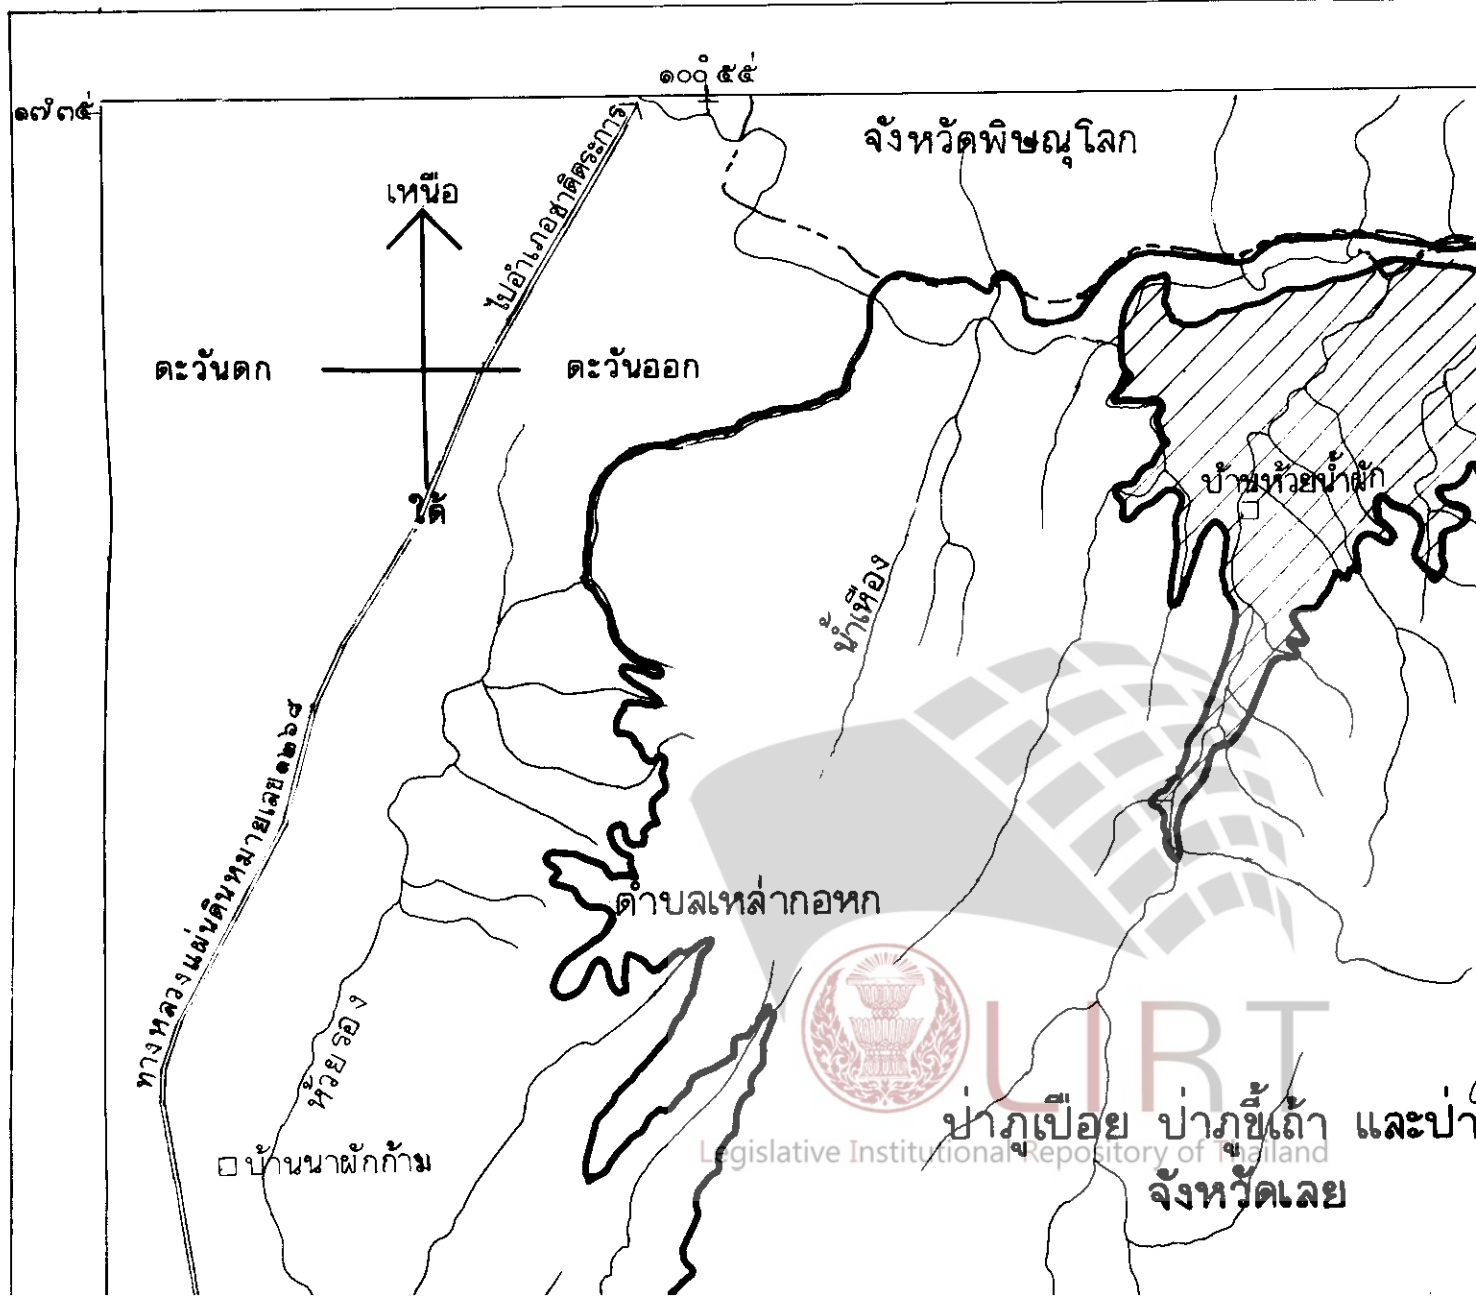 ๑๐๐° ๕๕'
๑๗° ๓๕'
จังหวัดพิษณุโลก
เหนือ
ไปอำเภอชาติตระการ
ตะวันตก
ตะวันออก
บ้านห้วยน้ำผัก
ใต้
น้ำเหือง
ทางหลวงแผ่นดินหมายเลข ๑๒๖๘
ตำบลเหล่ากอหก
ห้วยรอง
LIRT
ป่าภูเปือย ป่าภูขี้เถ้า และป่า
Legislative Institutional Repository of Thailand
บ้านนาผักก้าม
จังหวัดเลย